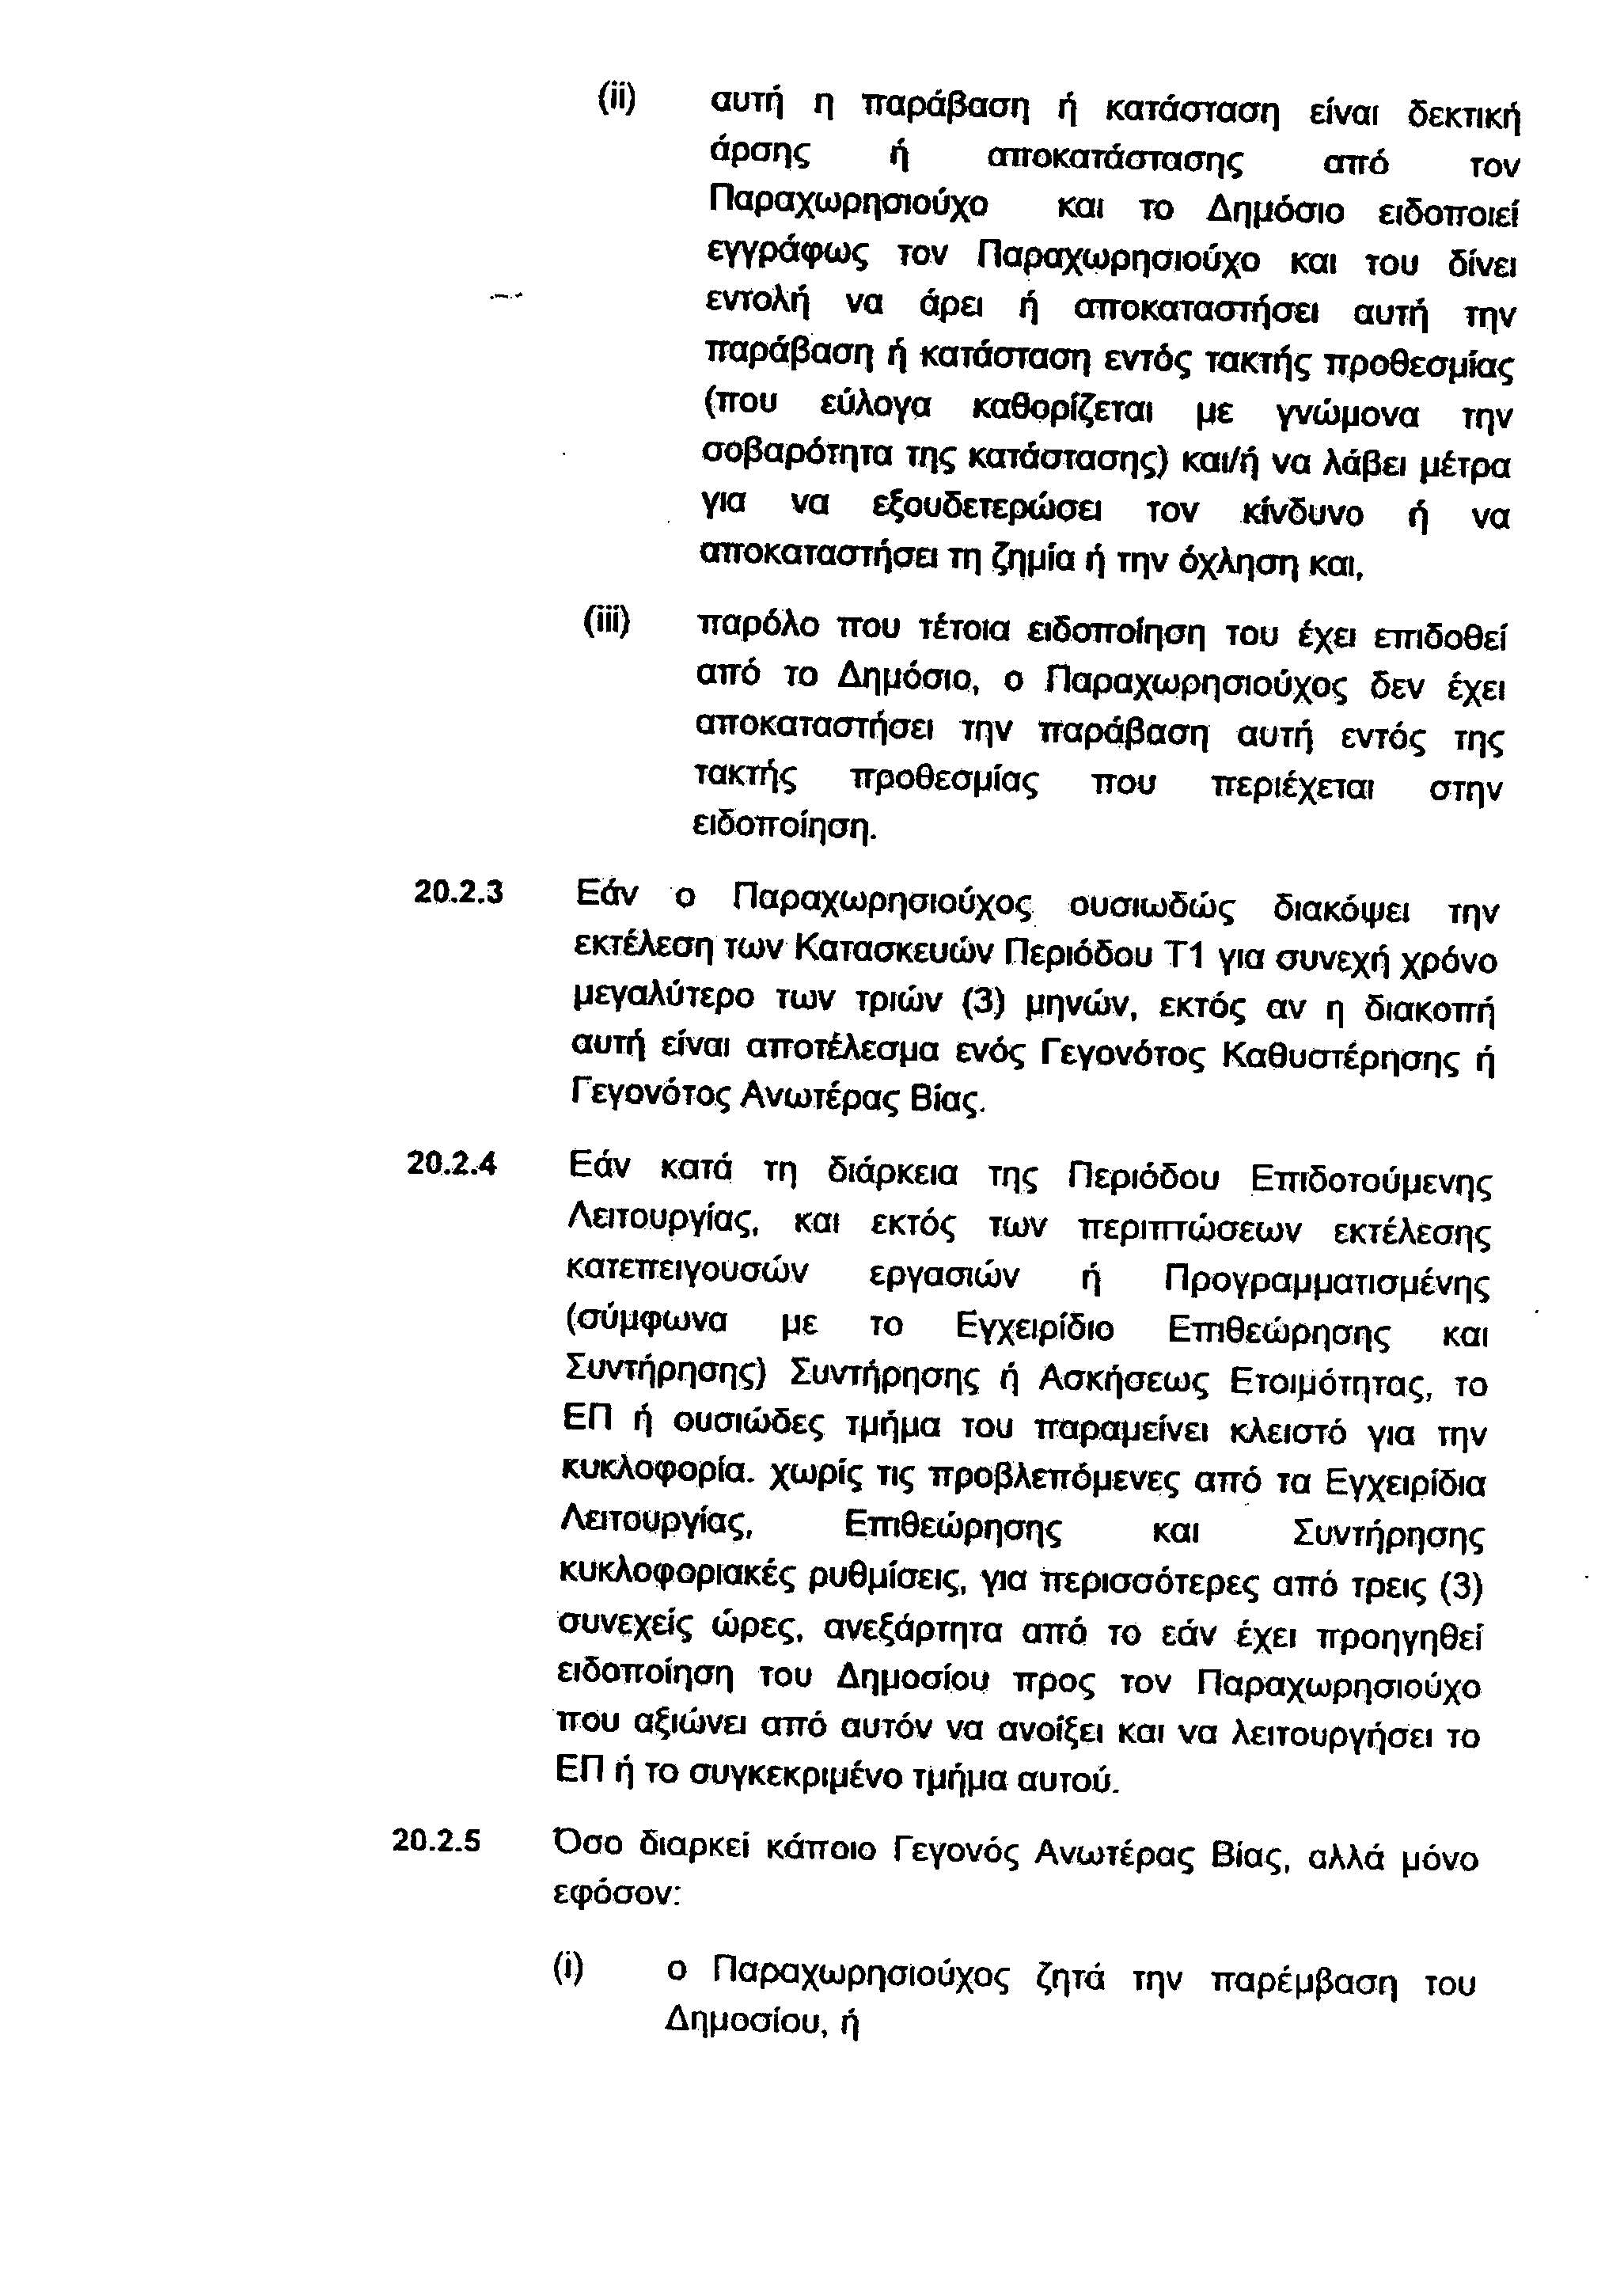 (ii) αυτή η παράβαση ή κατάσταση είναι δεκτική
άρσης ή αποκατάστασης από τον
Παραχωρησιούχο και το Δημόσιο ειδοποιεί
εγγράφως τον Παραχωρησιούχο και του δίνει
εντολή να άρει ή αποκαταστήσει αυτή την
παράβαση ή κατάσταση εντός τακτής προθεσμίας
(που εύλογα καθορίζεται με γνώμονα την
σοβαρότητα της κατάστασης) και/ή να λάβει μέτρα
για να εξουδετερώσει τον κίνδυνο ή να
αποκαταστήσει τη ζημία ή την όχληση και,
(iii) παρόλο που τέτοια ειδοποίηση του έχει επιδοθεί
από το Δημόσιο, ο Παραχωρησιούχος δεν έχει
αποκαταστήσει την παράβαση αυτή εντός της
τακτής προθεσμίας που περιέχεται στην
ειδοποίηση.
20.2.3 Εάν ο Παραχωρησιούχος ουσιωδώς διακόψει την
εκτέλεση των Κατασκευών Περιόδου Τ1 για συνεχή χρόνο
μεγαλύτερο των τριών (3) μηνών, εκτός αν η διακοπή
αυτή είναι αποτέλεσμα ενός Γεγονότος Καθυστέρησης ή
Γεγονότος Ανωτέρας Βίας.
20.2.4 Εάν κατά τη διάρκεια της Περιόδου Επιδοτούμενης
Λειτουργίας, και εκτός των περιπτώσεων εκτέλεσης
κατεπειγουσών εργασιών ή Προγραμματισμένης
(σύμφωνα με το Εγχειρίδιο Επιθεώρησης και
Συντήρησης) Συντήρησης ή Ασκήσεως Ετοιμότητας, το
ΕΠ ή ουσιώδες τμήμα του παραμείνει κλειστό για την
κυκλοφορία. χωρίς τις προβλεπόμενες από τα Εγχειρίδια
Λειτουργίας, Επιθεώρησης και Συντήρησης
κυκλοφοριακές ρυθμίσεις, για περισσότερες από τρεις (3)
συνεχείς ώρες, ανεξάρτητα από το εάν έχει προηγηθεί
ειδοποίηση του Δημοσίου προς τον Παραχωρησιούχο
που αξιώνει από αυτόν να ανοίξει και να λειτουργήσει το
ΕΠ ή το συγκεκριμένο τμήμα αυτού.
20.2.5 Όσο διαρκεί κάποιο Γεγονός Ανωτέρας Βίας, αλλά μόνο
εφόσον:
(i) ο Παραχωρησιούχος ζητά την παρέμβαση του
Δημοσίου, ή